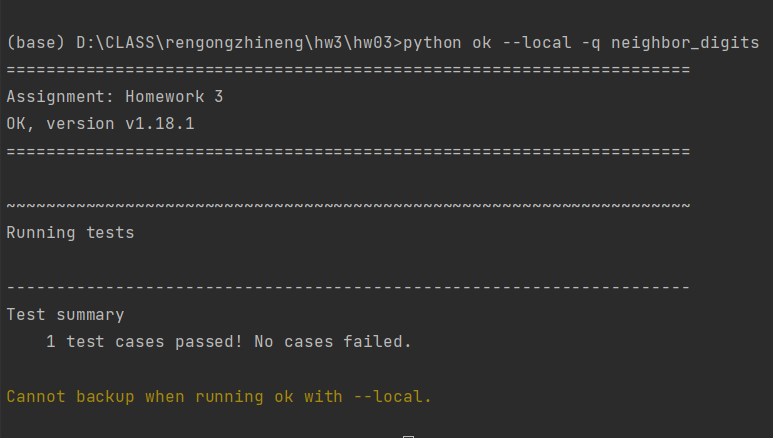 (base) D:\CLASS\rengongzhineng\hw3\hw03>python ok --local -q neighbor_digits
=====================================================================
Assignment: Homework 3
OK, version v1.18.1
=====================================================================
~~~~~~~~~~~~~~~~~~~~~~~~~~~~~~~~~~~~~~~~~~~~~~~~~~~~~~~~~~~~~~~~~~~~~
Running tests
---------------------------------------------------------------------
Test summary
    1 test cases passed! No cases failed.
Cannot backup when running ok with --local.